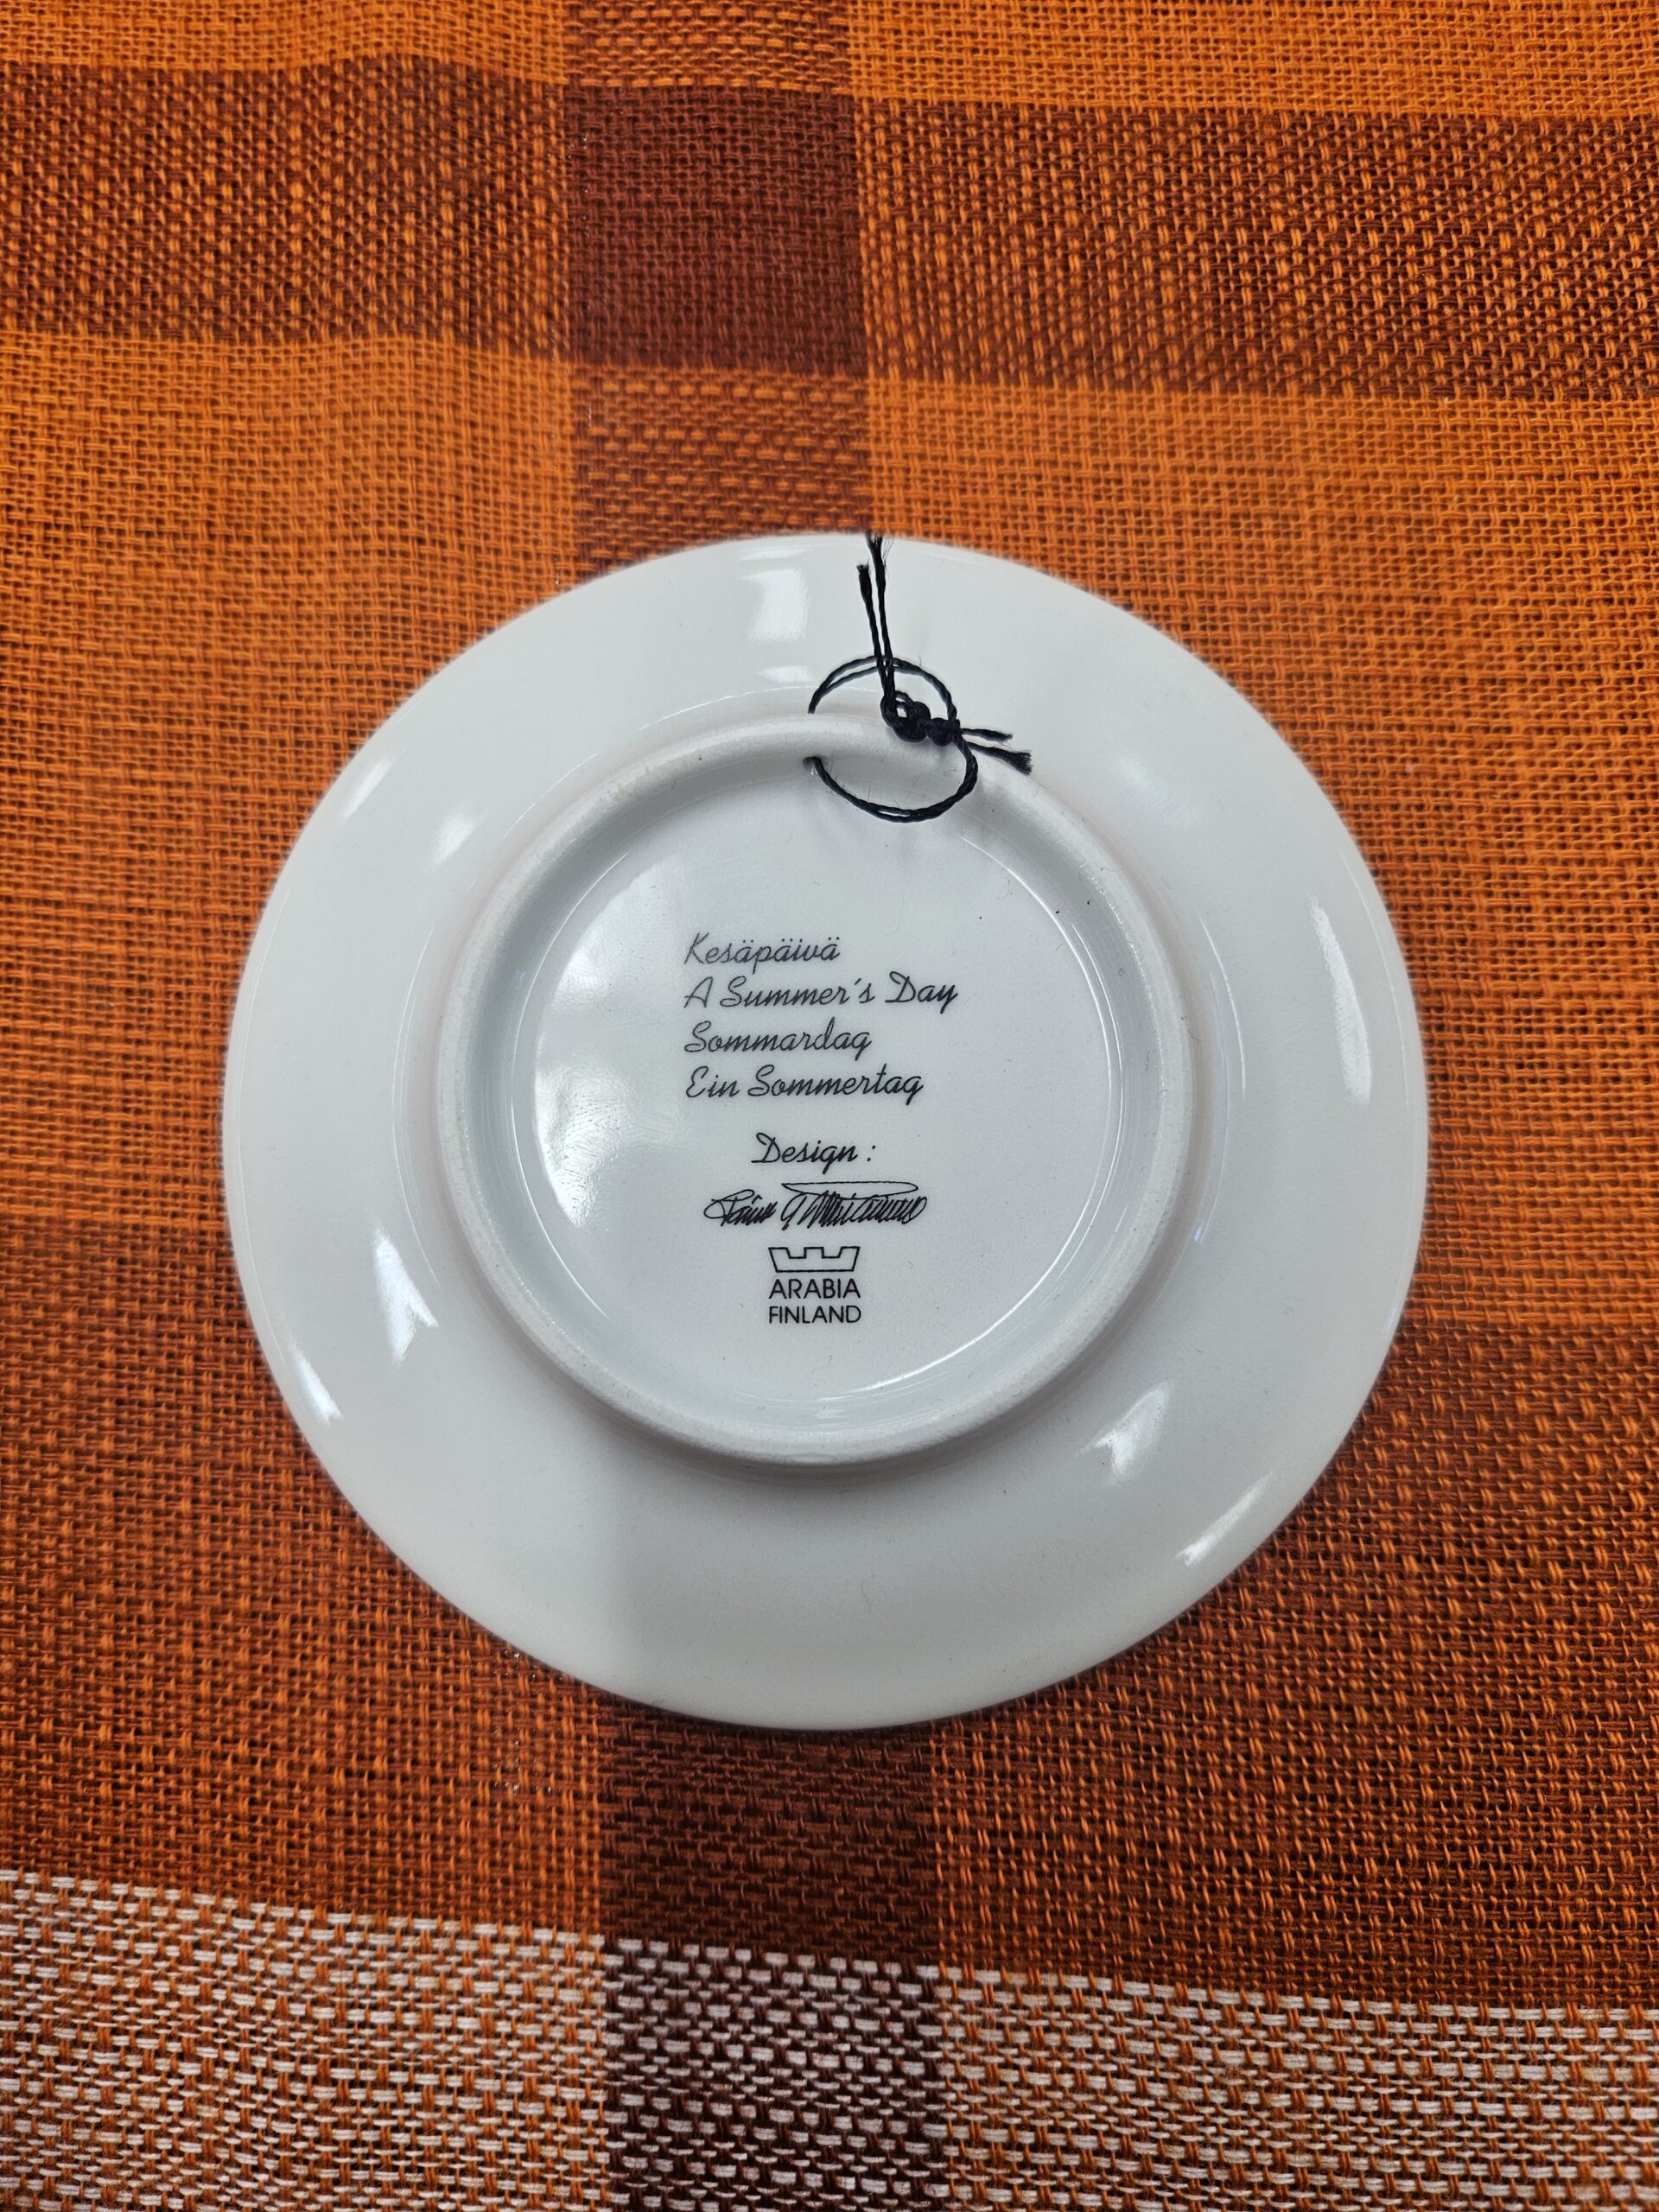 Kesäpäivä
A Summer's Day
Sommardag
Ein Sommertag
Design :
ARABIA
FINLAND